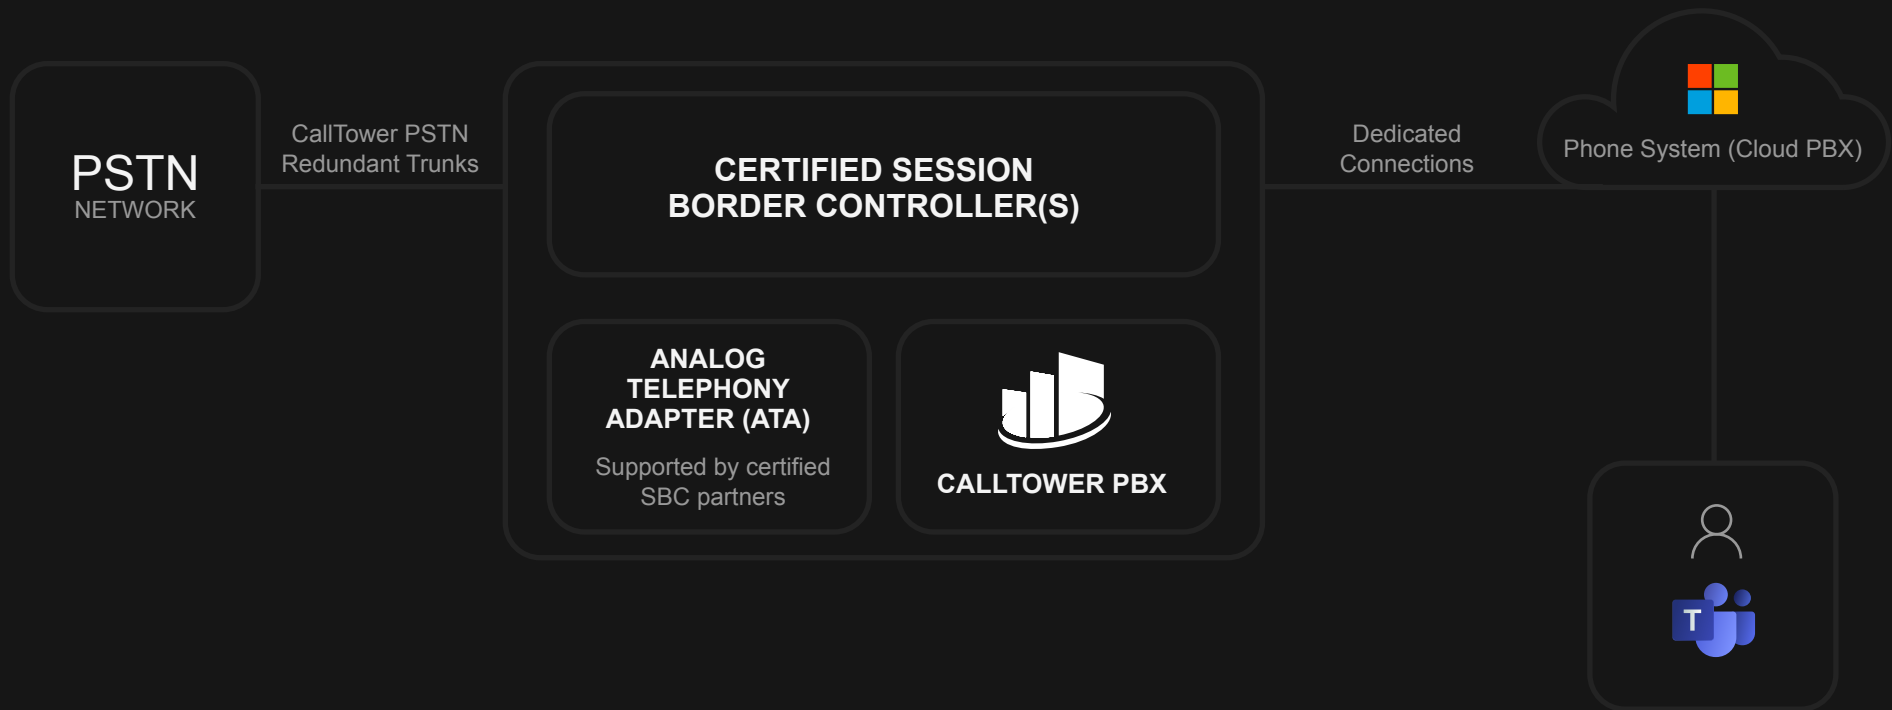 PSTN
NETWORK
CallTower PSTN
Redundant Trunks
CERTIFIED SESSION
BORDER CONTROLLER(S)
ANALOG
TELEPHONY
ADAPTER (ATA)
Supported by certified
SBC partners
CALLTOWER PBX
Dedicated
Connections
Phone System (Cloud PBX)
T